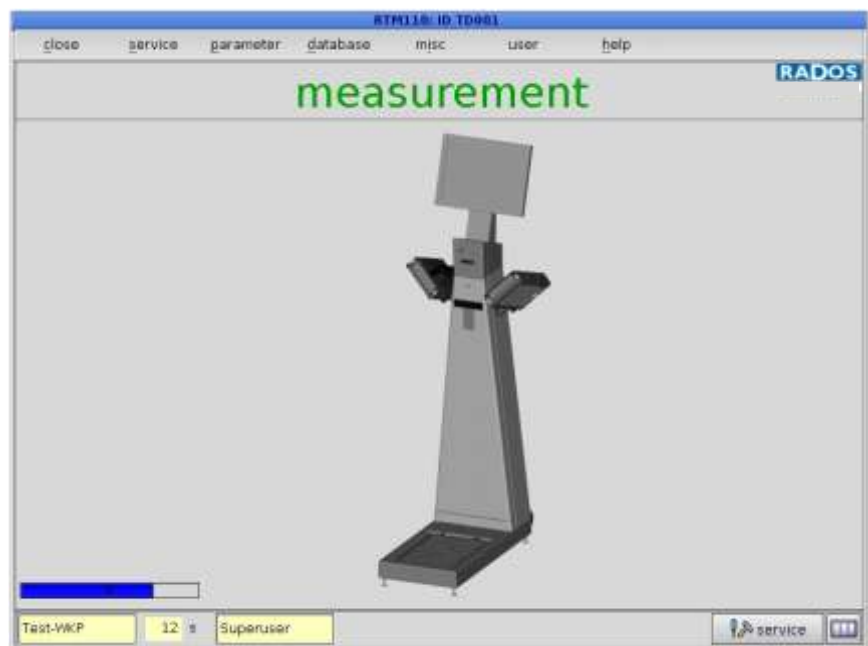 RTM110: ID TD001
close service parameter database misc user help
measurement
RADOS
Test-WKP 12 s Superuser service